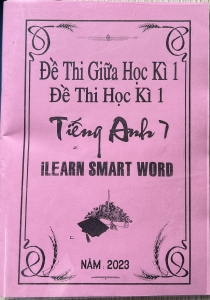 Đề Thi Giữa Học Kì 1
Đề Thi Học Kì 1
Tiếng Anh 7
iLEARN SMART WORD
NĂM 2023